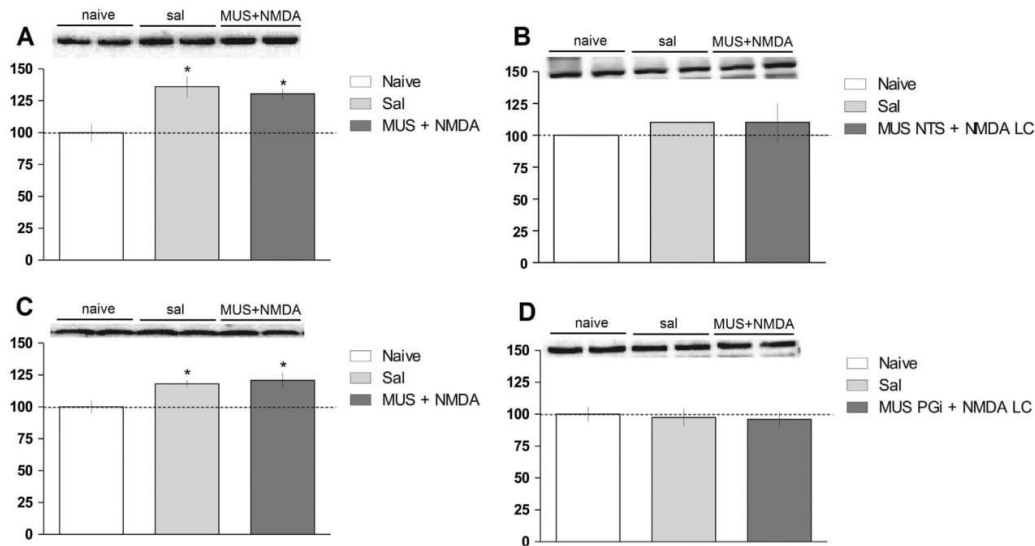 A
naive sal MUS+NMDA
*
*
150
125
100
75
50
25
0
Naive
Sal
MUS + NMDA
B
naive sal MUS+NMDA
150
125
100
75
50
25
0
Naive
Sal
MUS NTS + NMDA LC
C
naive sal MUS+NMDA
*
*
150
125
100
75
50
25
0
Naive
Sal
MUS + NMDA
D
naive sal MUS+NMDA
150
125
100
75
50
25
0
Naive
Sal
MUS PGi + NMDA LC